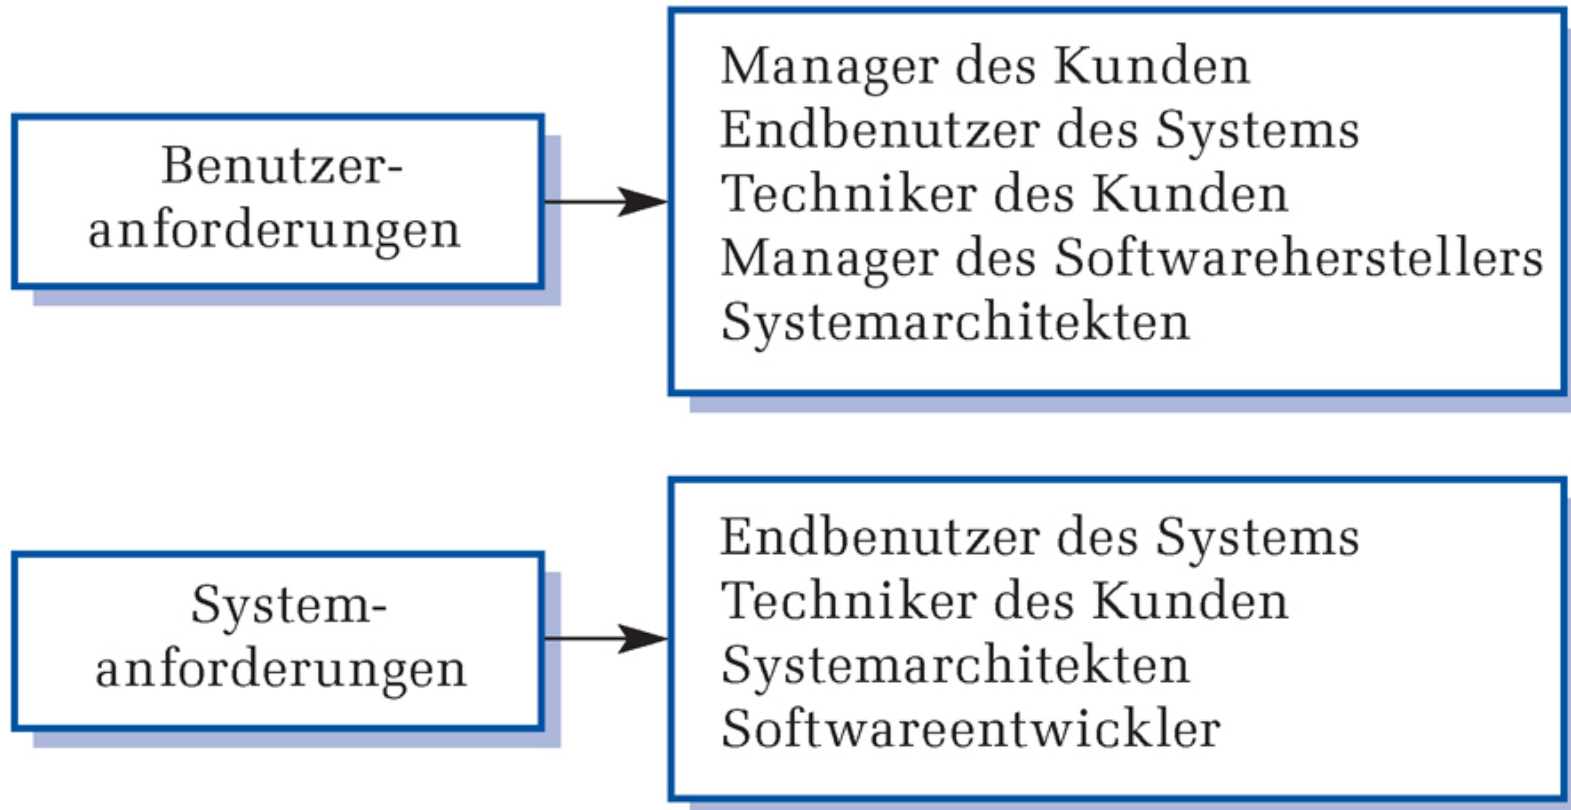 Benutzer-
anforderungen
Manager des Kunden
Endbenutzer des Systems
Techniker des Kunden
Manager des Softwareherstellers
Systemarchitekten
System-
anforderungen
Endbenutzer des Systems
Techniker des Kunden
Systemarchitekten
Softwareentwickler